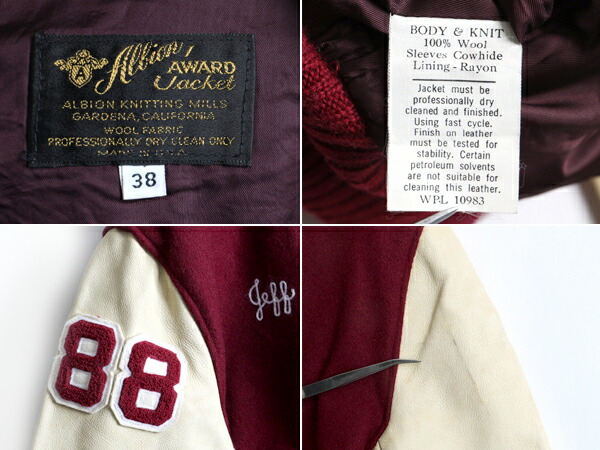 Albion
AWARD
Jacket
ALBION KNITTING MILLS
GARDENA, CALIFORNIA
WOOL FABRIC
PROFESSIONALLY DRY CLEAN ONLY
MADE IN U.S.A.
38
BODY & KNIT
100% Wool
Sleeves Cowhide
Lining - Rayon
Jacket must be
professionally dry
cleaned and finished.
Using fast cycle.
Finish on leather
must be tested for
stability. Certain
petroleum solvents
are not suitable for
cleaning this leather.
WPL 10983
Jeff
88